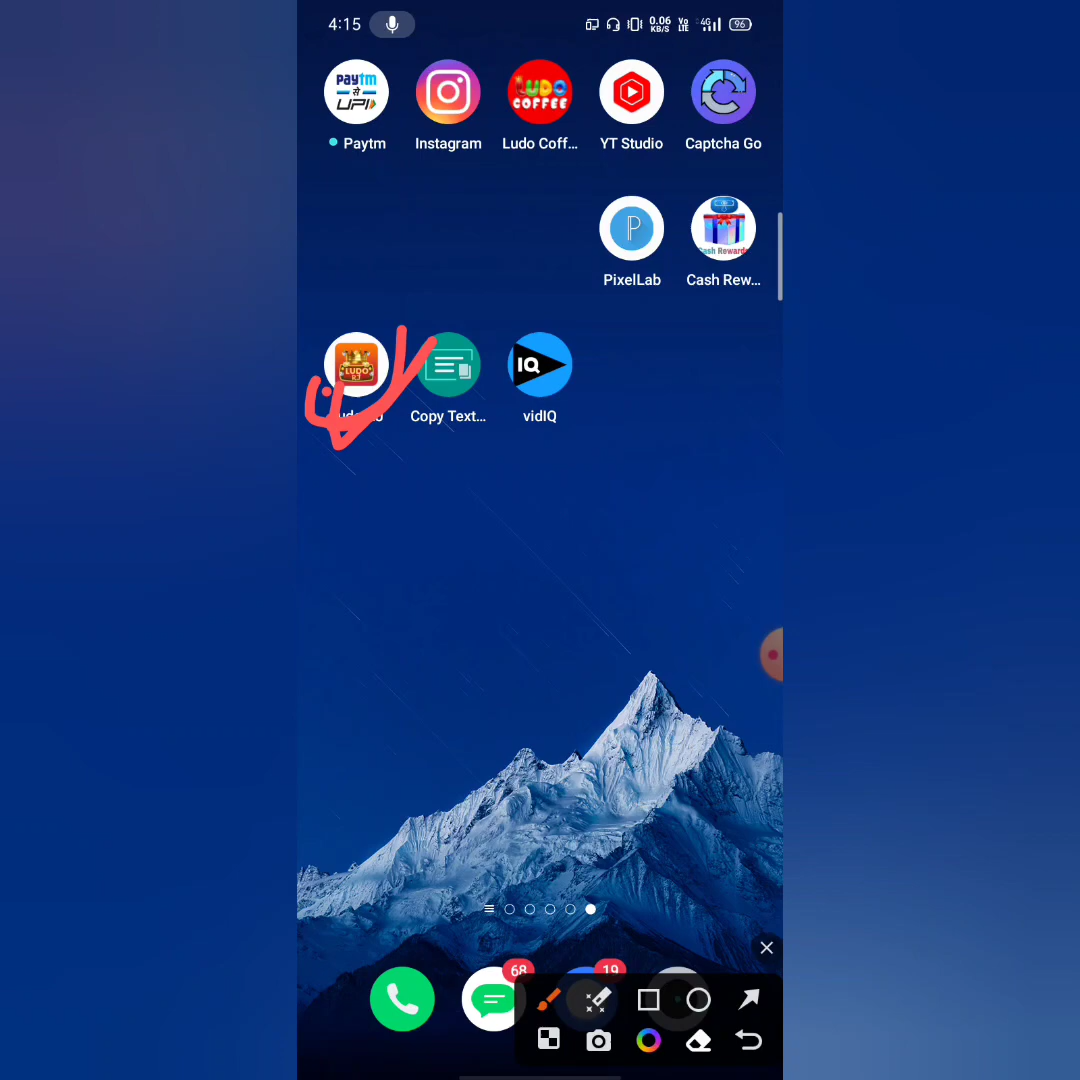 4:15 0.06 KB/S Vo LTE 4G 96
paytm से UPI LUDO COFFEE
Paytm Instagram Ludo Coff... YT Studio Captcha Go
P Cash Rewards
PixelLab Cash Rew...
LUDO IQ
Copy Text... vidIQ
68 19